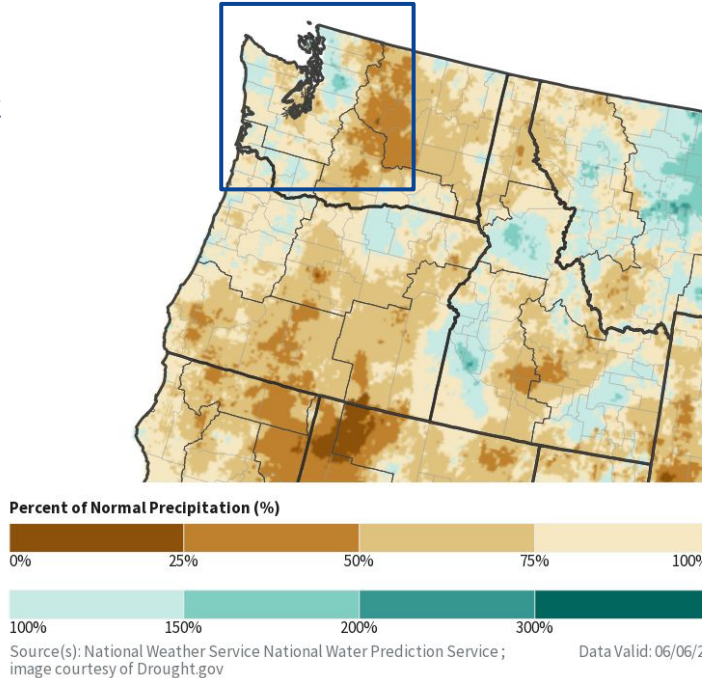 Percent of Normal Precipitation (%)
0% 25% 50% 75% 100%
100% 150% 200% 300%
Source(s): National Weather Service National Water Prediction Service ; Data Valid: 06/06/2
image courtesy of Drought.gov